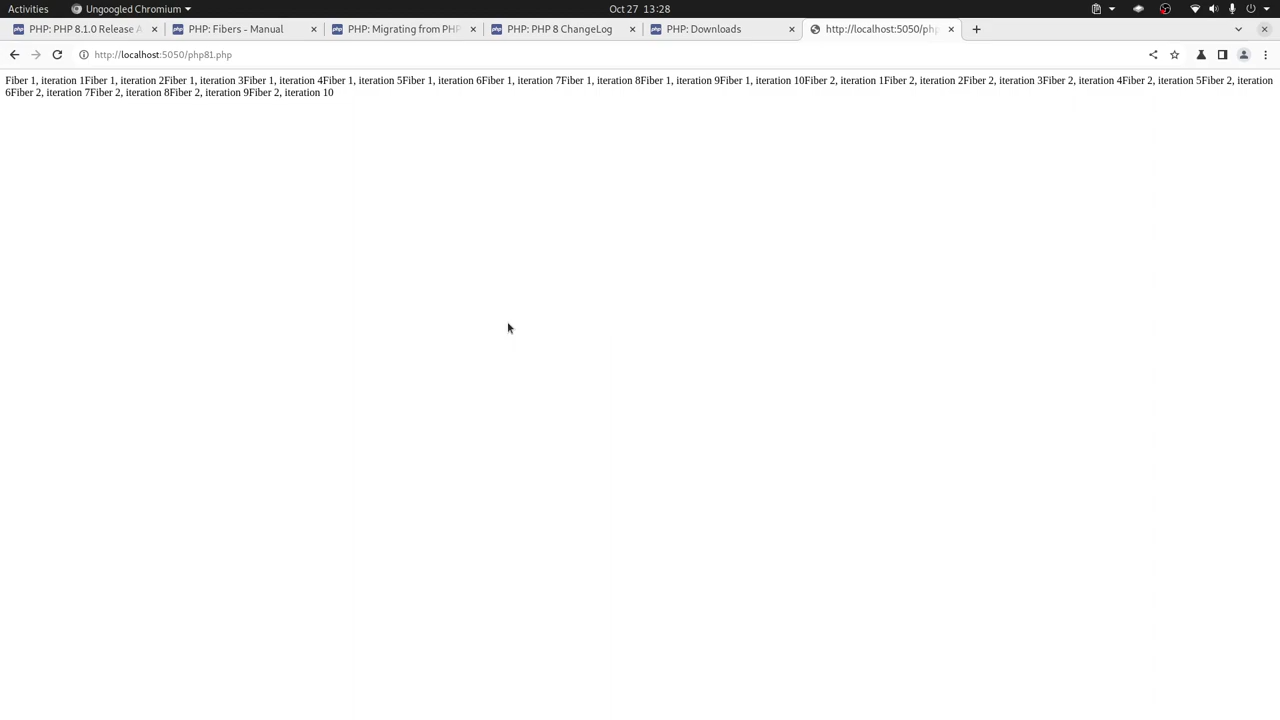 Activities Ungoogled Chromium Oct 27 13:28
PHP: PHP 8.1.0 Release A PHP: Fibers - Manual PHP: Migrating from PHP PHP: PHP 8 ChangeLog PHP: Downloads http://localhost:5050/php
http://localhost:5050/php81.php
Fiber 1, iteration 1Fiber 1, iteration 2Fiber 1, iteration 3Fiber 1, iteration 4Fiber 1, iteration 5Fiber 1, iteration 6Fiber 1, iteration 7Fiber 1, iteration 8Fiber 1, iteration 9Fiber 1, iteration 10Fiber 2, iteration 1Fiber 2, iteration 2Fiber 2, iteration 3Fiber 2, iteration 4Fiber 2, iteration 5Fiber 2, iteration
6Fiber 2, iteration 7Fiber 2, iteration 8Fiber 2, iteration 9Fiber 2, iteration 10